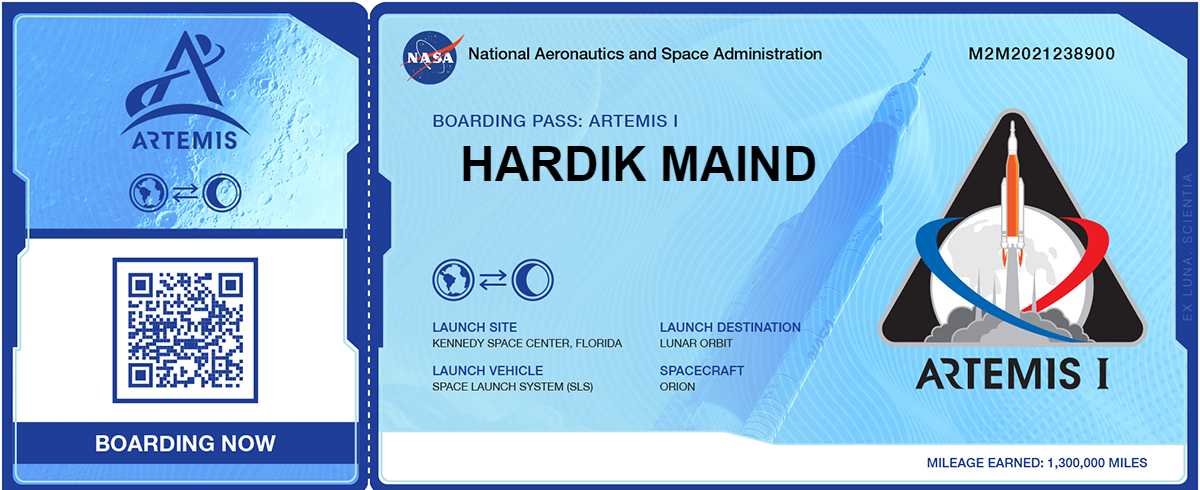 ARTEMIS
BOARDING NOW
NASA
National Aeronautics and Space Administration
M2M2021238900
BOARDING PASS: ARTEMIS I
HARDIK MAIND
LAUNCH SITE
KENNEDY SPACE CENTER, FLORIDA
LAUNCH DESTINATION
LUNAR ORBIT
LAUNCH VEHICLE
SPACE LAUNCH SYSTEM (SLS)
SPACECRAFT
ORION
ARTEMIS I
EX LUNA SCIENTIA
MILEAGE EARNED: 1,300,000 MILES